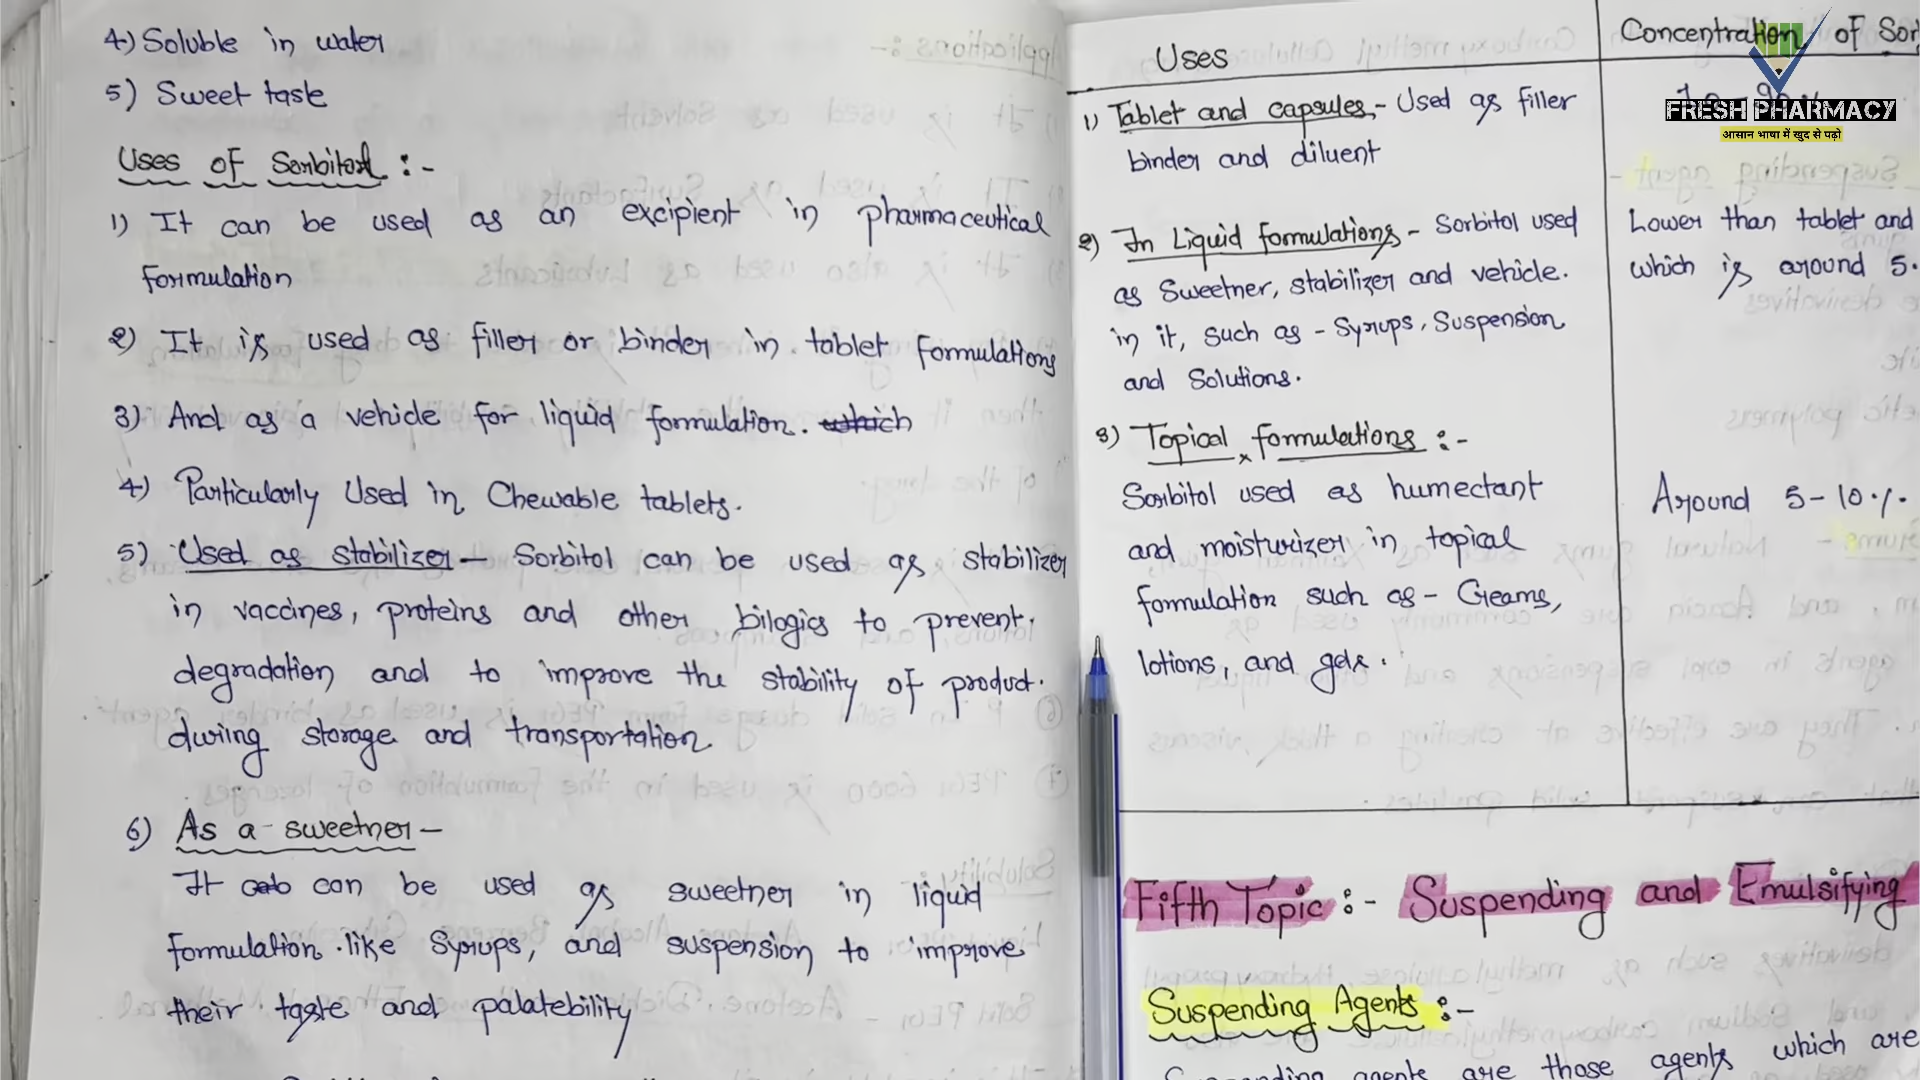 4) Soluble in water
5) Sweet taste
Uses of Sorbitol :-
1) It can be used as an excipient in pharmaceutical
formulation
2) It is used as filler or binder in tablet formulations
3) And as a vehicle for liquid formulation. which
4) Particularly Used in Chewable tablets.
5) Used as stabilizer - Sorbitol can be used as stabilizer
in vaccines, proteins and other bilogics to prevent.
degradation and to improve the stability of product.
during storage and transportation
6) As a sweetner -
It can be used as sweetner in liquid
formulation like Syrups, and suspension to improve
their taste and palatebility
Uses
1) Tablet and capsules - Used as filler
binder and diluent
2) In Liquid formulations - Sorbitol used
as Sweetner, stabilizer and vehicle.
in it, such as - Syrups, Suspension
and Solutions.
3) Topical formulations :-
Sorbitol used as humectant
and moisturizer in topical
formulation such as - Creams,
lotions, and gels.
Concentration of Sor
Lower than tablet and
which is around 5.
Around 5-10%.
FRESH PHARMACY
आसान भाषा में खुद से पढ़ो
Fifth Topic :- Suspending and Emulsifying
Suspending Agents :-
agents are those agents which are